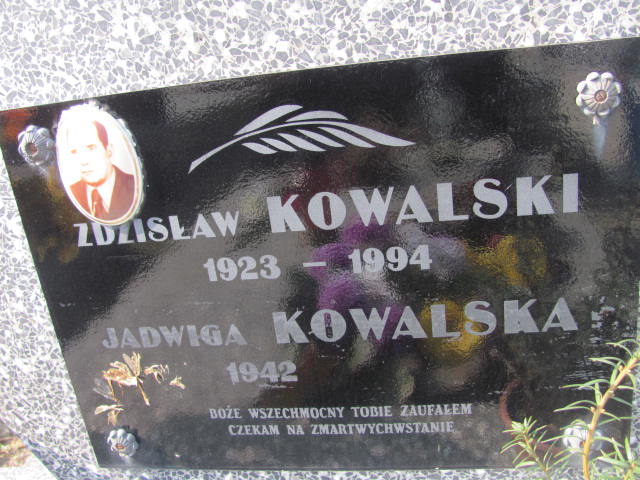 ZDZISŁAW KOWALSKI
1923 – 1994
JADWIGA KOWALSKA
1942
BOŻE WSZECHMOCNY TOBIE ZAUFAŁEM
CZEKAM NA ZMARTWYCHWSTANIE